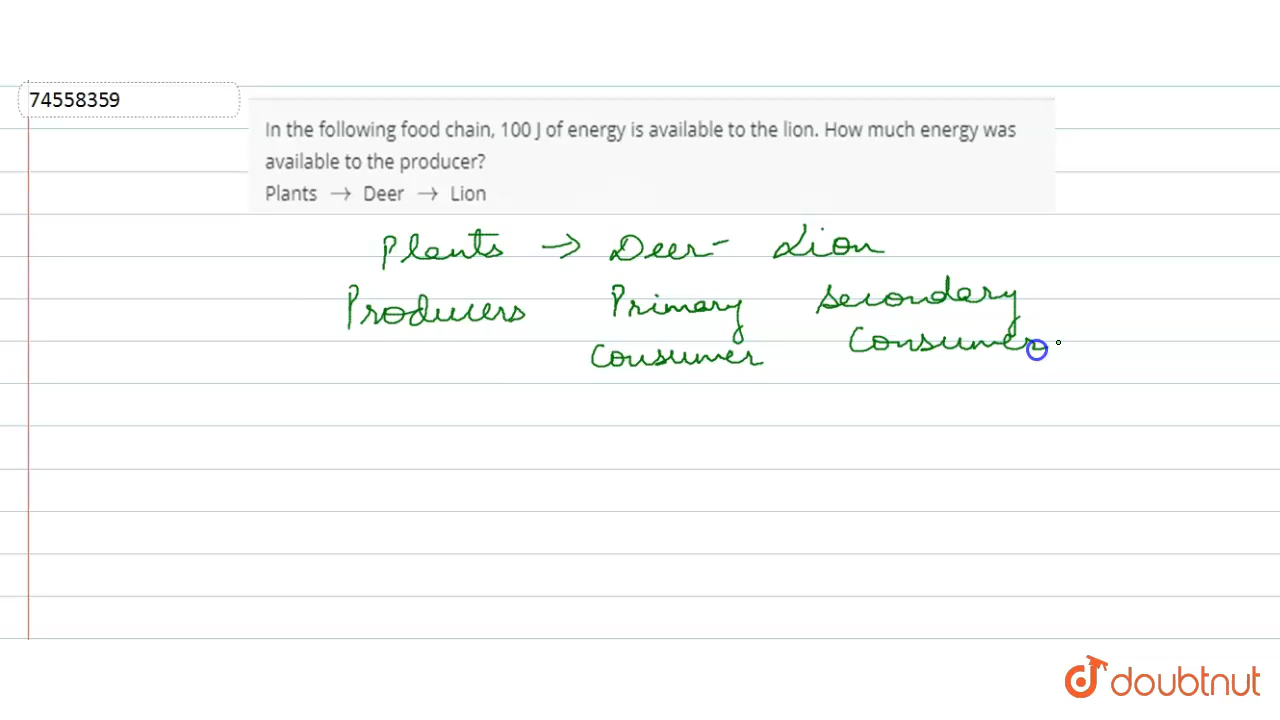 74558359
In the following food chain, 100 J of energy is available to the lion. How much energy was
available to the producer?
Plants → Deer → Lion
Plants → Deer - Lion
Producers Primary Secondary
Consumer Consumer
doubtnut